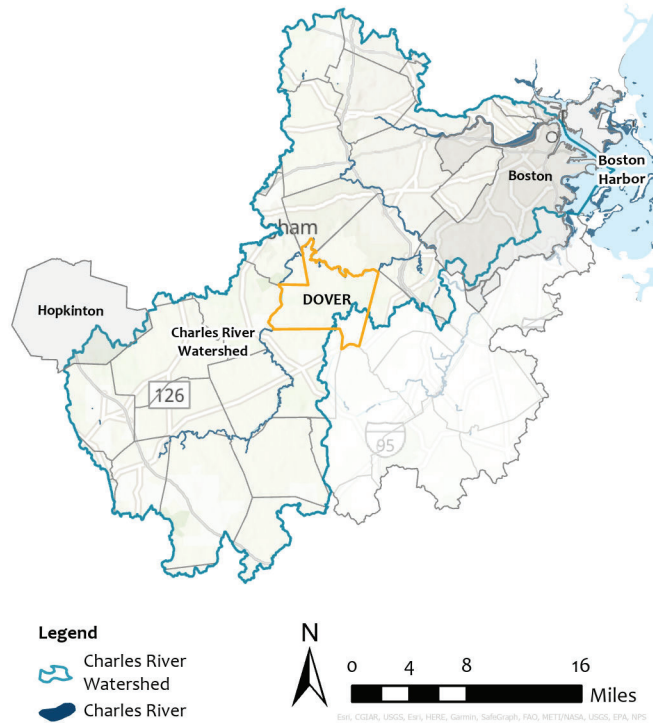 Boston
Boston
Harbor
ham
Hopkinton
DOVER
Charles River
Watershed
126
95
Legend
Charles River
Watershed
Charles River
N
0 4 8 16
Miles
Esri, CGIAR, USGS, Esri, HERE, Garmin, SafeGraph, FAO, METI/NASA, USGS, EPA, NPS